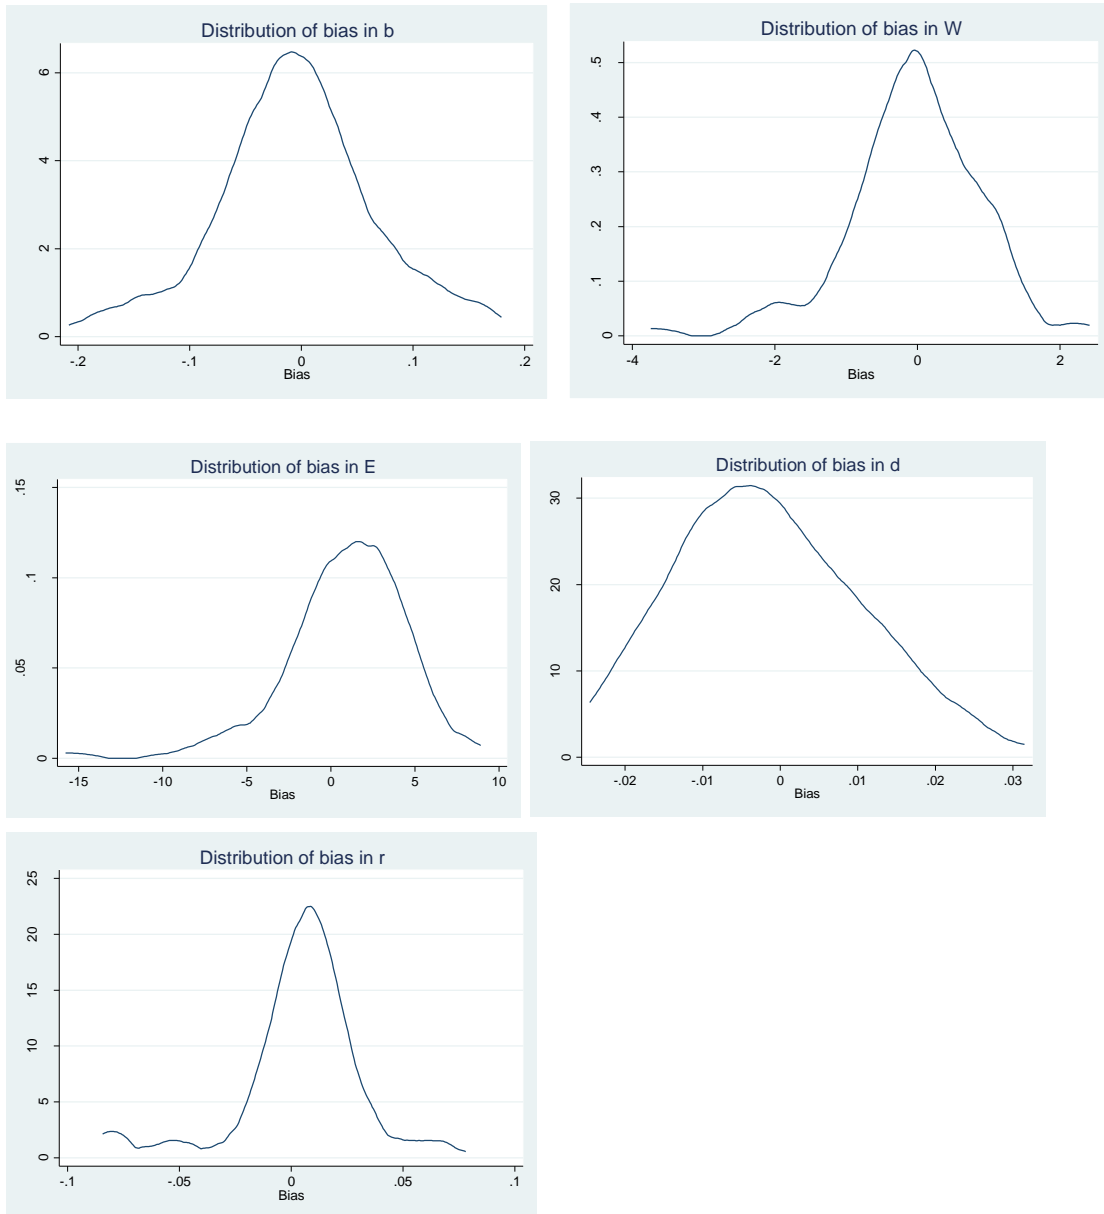 Distribution of bias in b
6
4
2
0
-.2 -.1 0 .1 .2
Bias
Distribution of bias in W
.5
.4
.3
.2
.1
0
-4 -2 0 2
Bias
Distribution of bias in E
.15
.1
.05
0
-15 -10 -5 0 5 10
Bias
Distribution of bias in d
30
20
10
0
-.02 -.01 0 .01 .02 .03
Bias
Distribution of bias in r
25
20
15
10
5
0
-.1 -.05 0 .05 .1
Bias